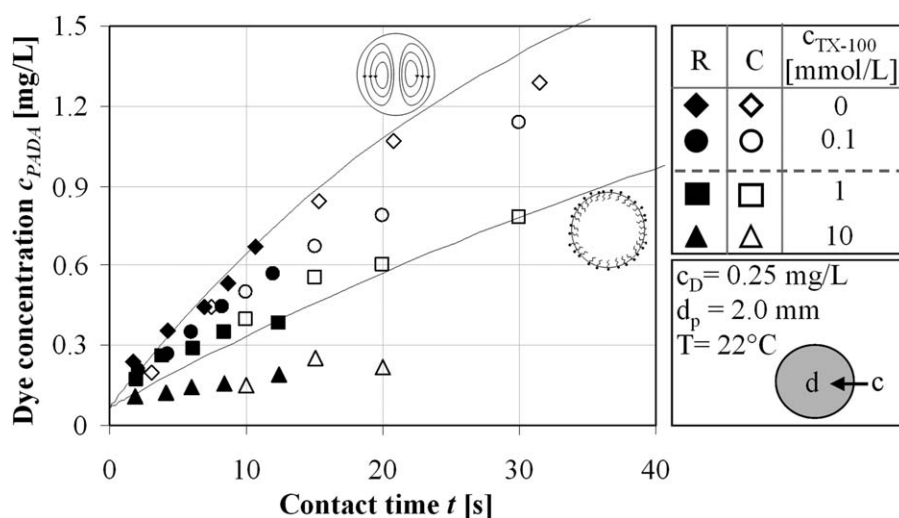 Dye concentration c_PADA [mg/L]
1.5
1.2
0.9
0.6
0.3
0
0 10 20 30 40
Contact time t [s]
R C c_TX-100 [mmol/L]
0
0.1
1
10
c_D= 0.25 mg/L
d_p = 2.0 mm
T= 22°C
d c